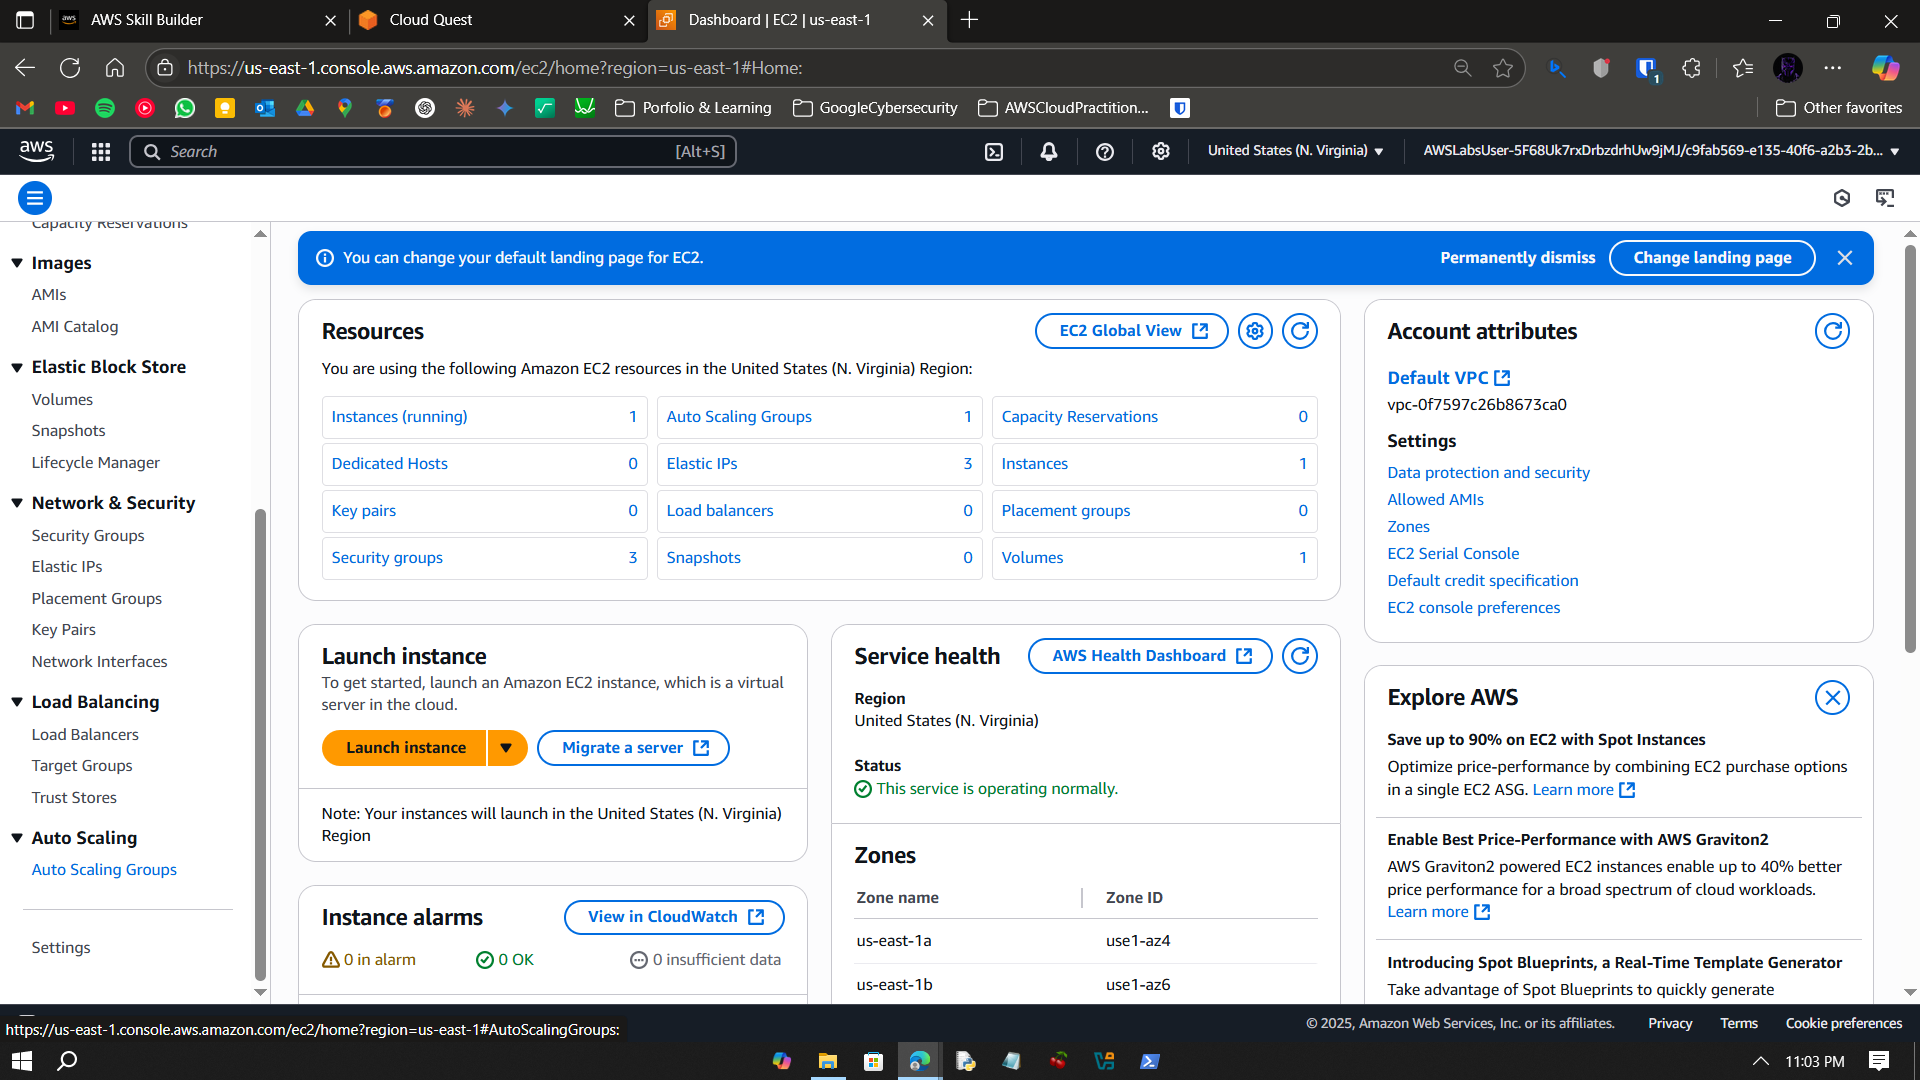 AWS Skill Builder
Cloud Quest
Dashboard | EC2 | us-east-1
https://us-east-1.console.aws.amazon.com/ec2/home?region=us-east-1#Home:
1
Porfolio & Learning
GoogleCybersecurity
AWSCloudPractition...
Other favorites
aws
Search
[Alt+S]
United States (N. Virginia)
Capacity Reservations
Images
AMIs
AMI Catalog
Elastic Block Store
Volumes
Snapshots
Lifecycle Manager
Network & Security
Security Groups
Elastic IPs
Placement Groups
Key Pairs
Network Interfaces
Load Balancing
Load Balancers
Target Groups
Trust Stores
Auto Scaling
Auto Scaling Groups
Settings
You can change your default landing page for EC2.
Permanently dismiss
Change landing page
Resources
EC2 Global View
You are using the following Amazon EC2 resources in the United States (N. Virginia) Region:
Instances (running) 1
Auto Scaling Groups 1
Capacity Reservations 0
Dedicated Hosts 0
Elastic IPs 3
Instances 1
Key pairs 0
Load balancers 0
Placement groups 0
Security groups 3
Snapshots 0
Volumes 1
Launch instance
To get started, launch an Amazon EC2 instance, which is a virtual
server in the cloud.
Launch instance
Migrate a server
Note: Your instances will launch in the United States (N. Virginia)
Region
Instance alarms
View in CloudWatch
0 in alarm
0 OK
0 insufficient data
Service health
AWS Health Dashboard
Region
United States (N. Virginia)
Status
This service is operating normally.
Zones
Zone name
Zone ID
us-east-1a
use1-az4
us-east-1b
use1-az6
Account attributes
Default VPC
vpc-0f7597c26b8673ca0
Settings
Data protection and security
Allowed AMIs
Zones
EC2 Serial Console
Default credit specification
EC2 console preferences
Explore AWS
Save up to 90% on EC2 with Spot Instances
Optimize price-performance by combining EC2 purchase options
in a single EC2 ASG. Learn more
Enable Best Price-Performance with AWS Graviton2
AWS Graviton2 powered EC2 instances enable up to 40% better
price performance for a broad spectrum of cloud workloads.
Learn more
Introducing Spot Blueprints, a Real-Time Template Generator
Take advantage of Spot Blueprints to quickly generate
https://us-east-1.console.aws.amazon.com/ec2/home?region=us-east-1#AutoScalingGroups:
© 2025, Amazon Web Services, Inc. or its affiliates.
Privacy
Terms
Cookie preferences
11:03 PM